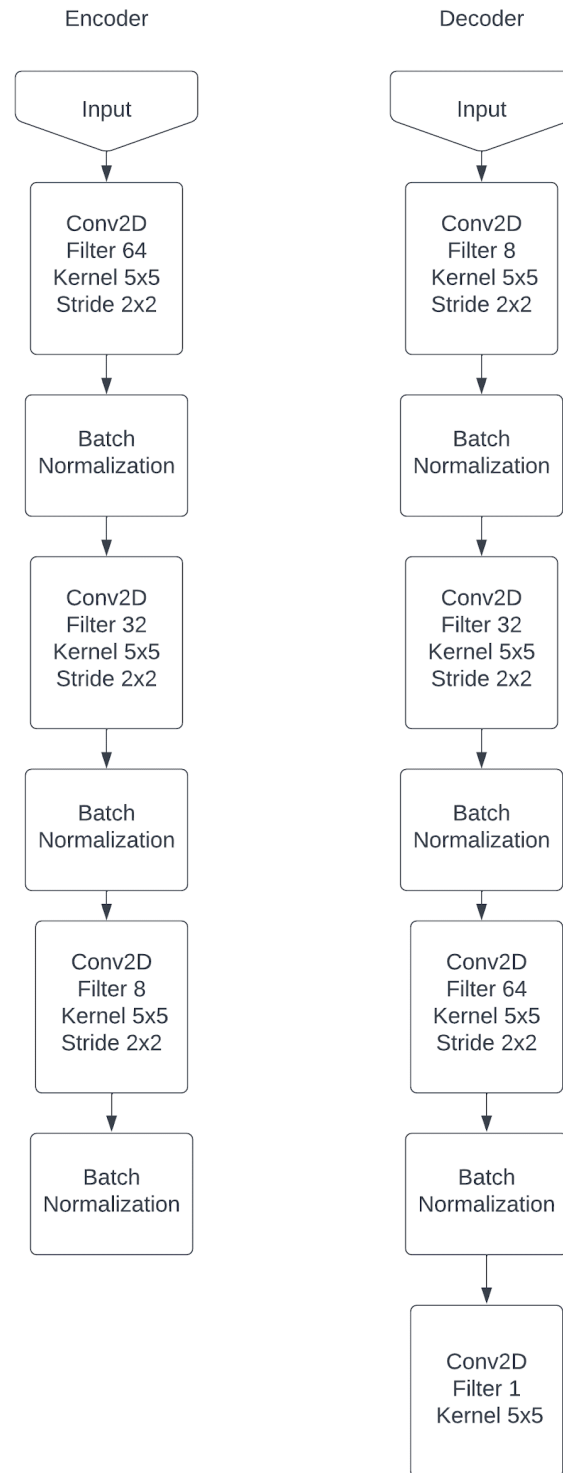 Encoder
Input
Conv2D
Filter 64
Kernel 5x5
Stride 2x2
Batch
Normalization
Conv2D
Filter 32
Kernel 5x5
Stride 2x2
Batch
Normalization
Conv2D
Filter 8
Kernel 5x5
Stride 2x2
Batch
Normalization
Decoder
Input
Conv2D
Filter 8
Kernel 5x5
Stride 2x2
Batch
Normalization
Conv2D
Filter 32
Kernel 5x5
Stride 2x2
Batch
Normalization
Conv2D
Filter 64
Kernel 5x5
Stride 2x2
Batch
Normalization
Conv2D
Filter 1
Kernel 5x5